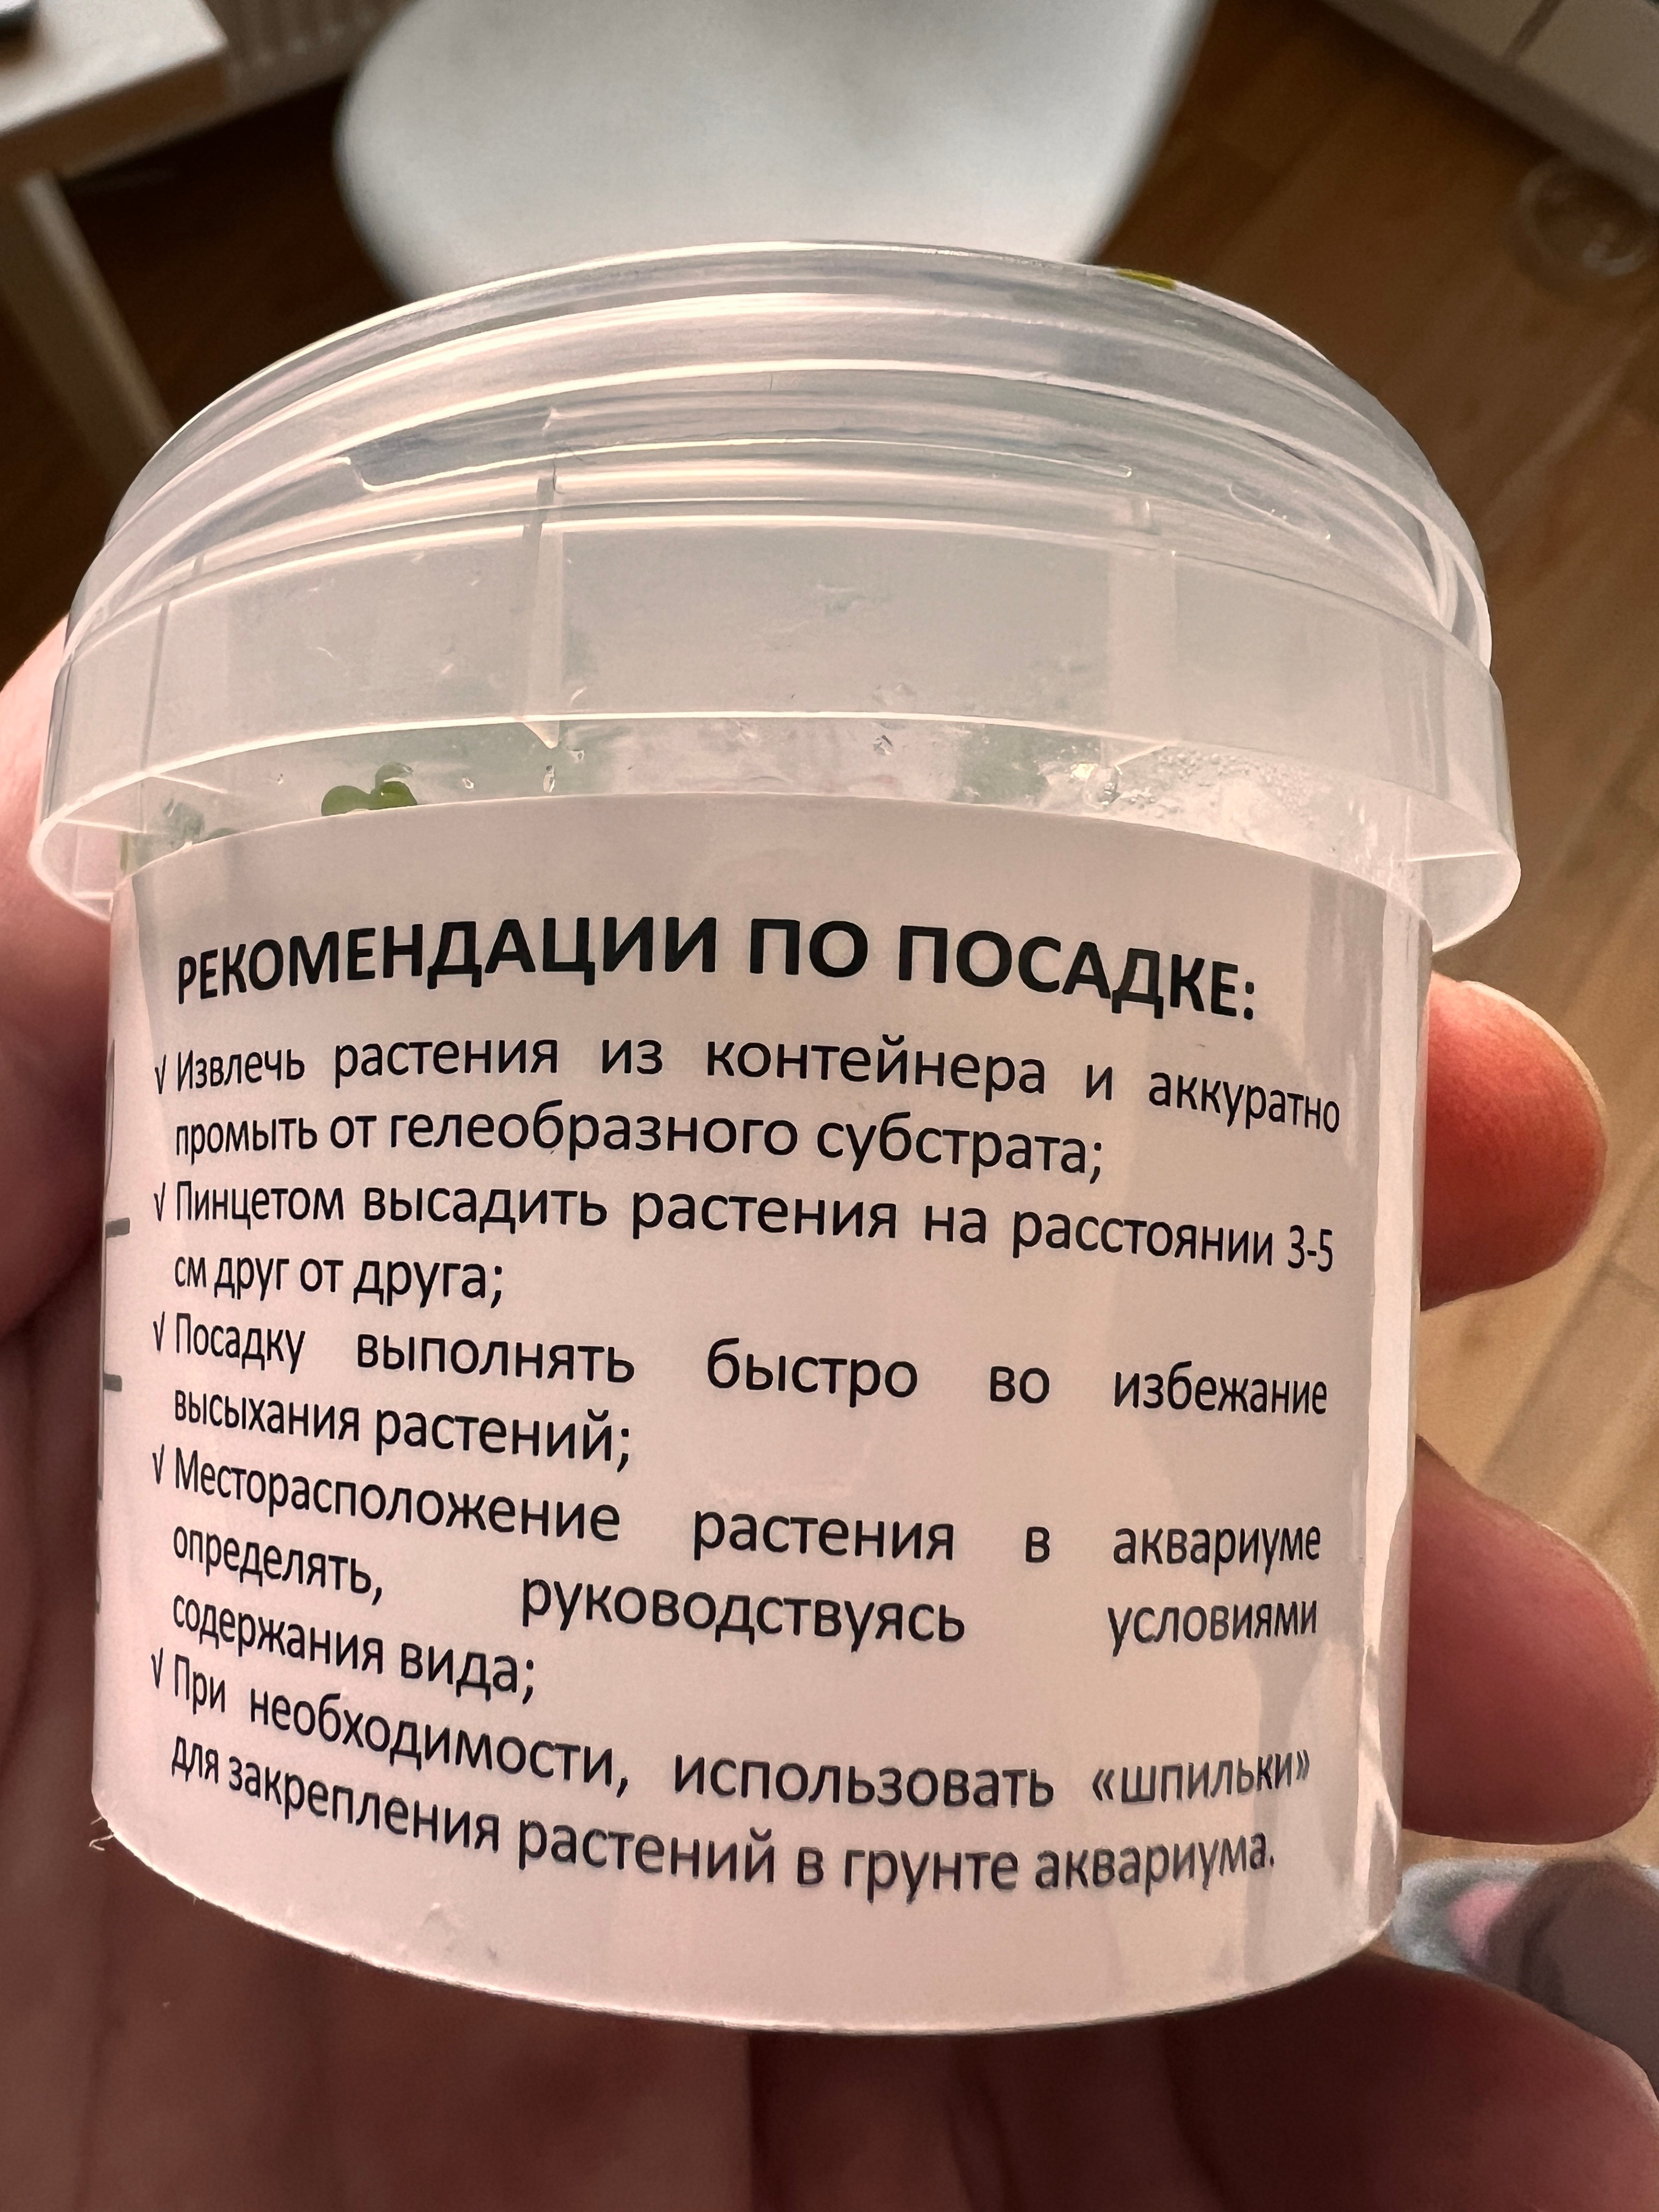 РЕКОМЕНДАЦИИ ПО ПОСАДКЕ:
√ Извлечь растения из контейнера и аккуратно
промыть от гелеобразного субстрата;
√ Пинцетом высадить растения на расстоянии 3-5
см друг от друга;
√ Посадку выполнять быстро во избежание
высыхания растений;
√ Месторасположение растения в аквариуме
определять, руководствуясь условиями
содержания вида;
√ При необходимости, использовать «шпильки»
для закрепления растений в грунте аквариума.